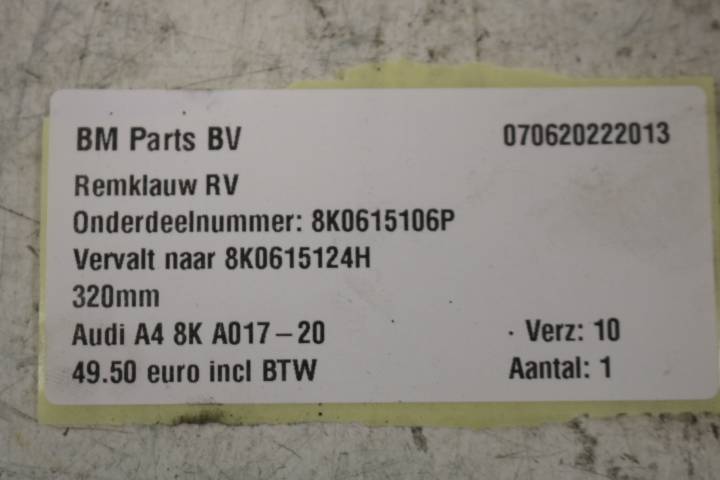 BM Parts BV 070620222013
Remklauw RV
Onderdeelnummer: 8K0615106P
Vervalt naar 8K0615124H
320mm
Audi A4 8K A017-20 Verz: 10
49.50 euro incl BTW Aantal: 1